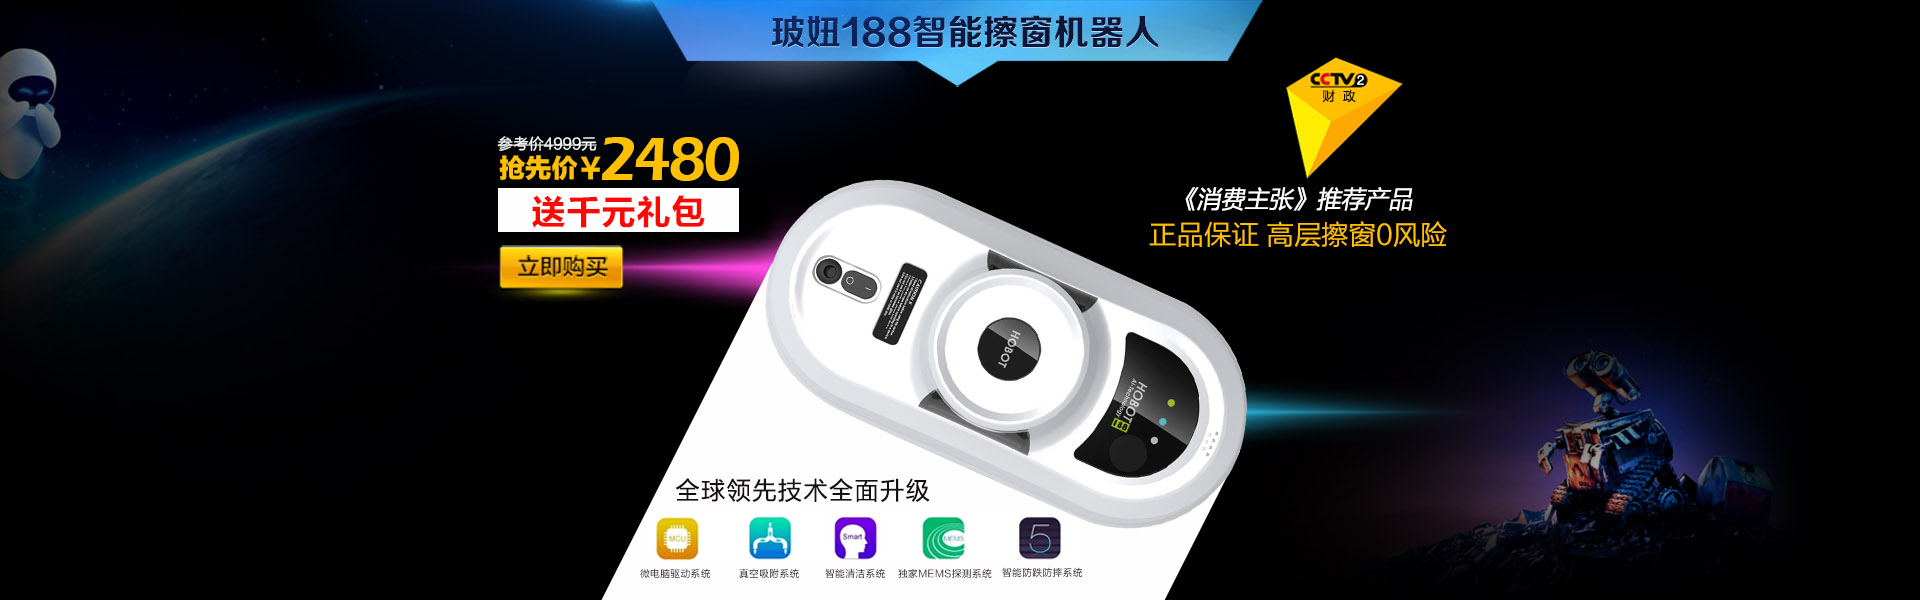 玻妞188智能擦窗机器人
CCTV2
财政
参考价4999元
抢先价¥2480
送千元礼包
立即购买
《消费主张》推荐产品
正品保证 高层擦窗0风险
HOBOT
HOBOT
AI-Technology
188
全球领先技术全面升级
MCU
Smart
MEMS
5
微电脑驱动系统
真空吸附系统
智能清洁系统
独家MEMS探测系统
智能防跌防摔系统